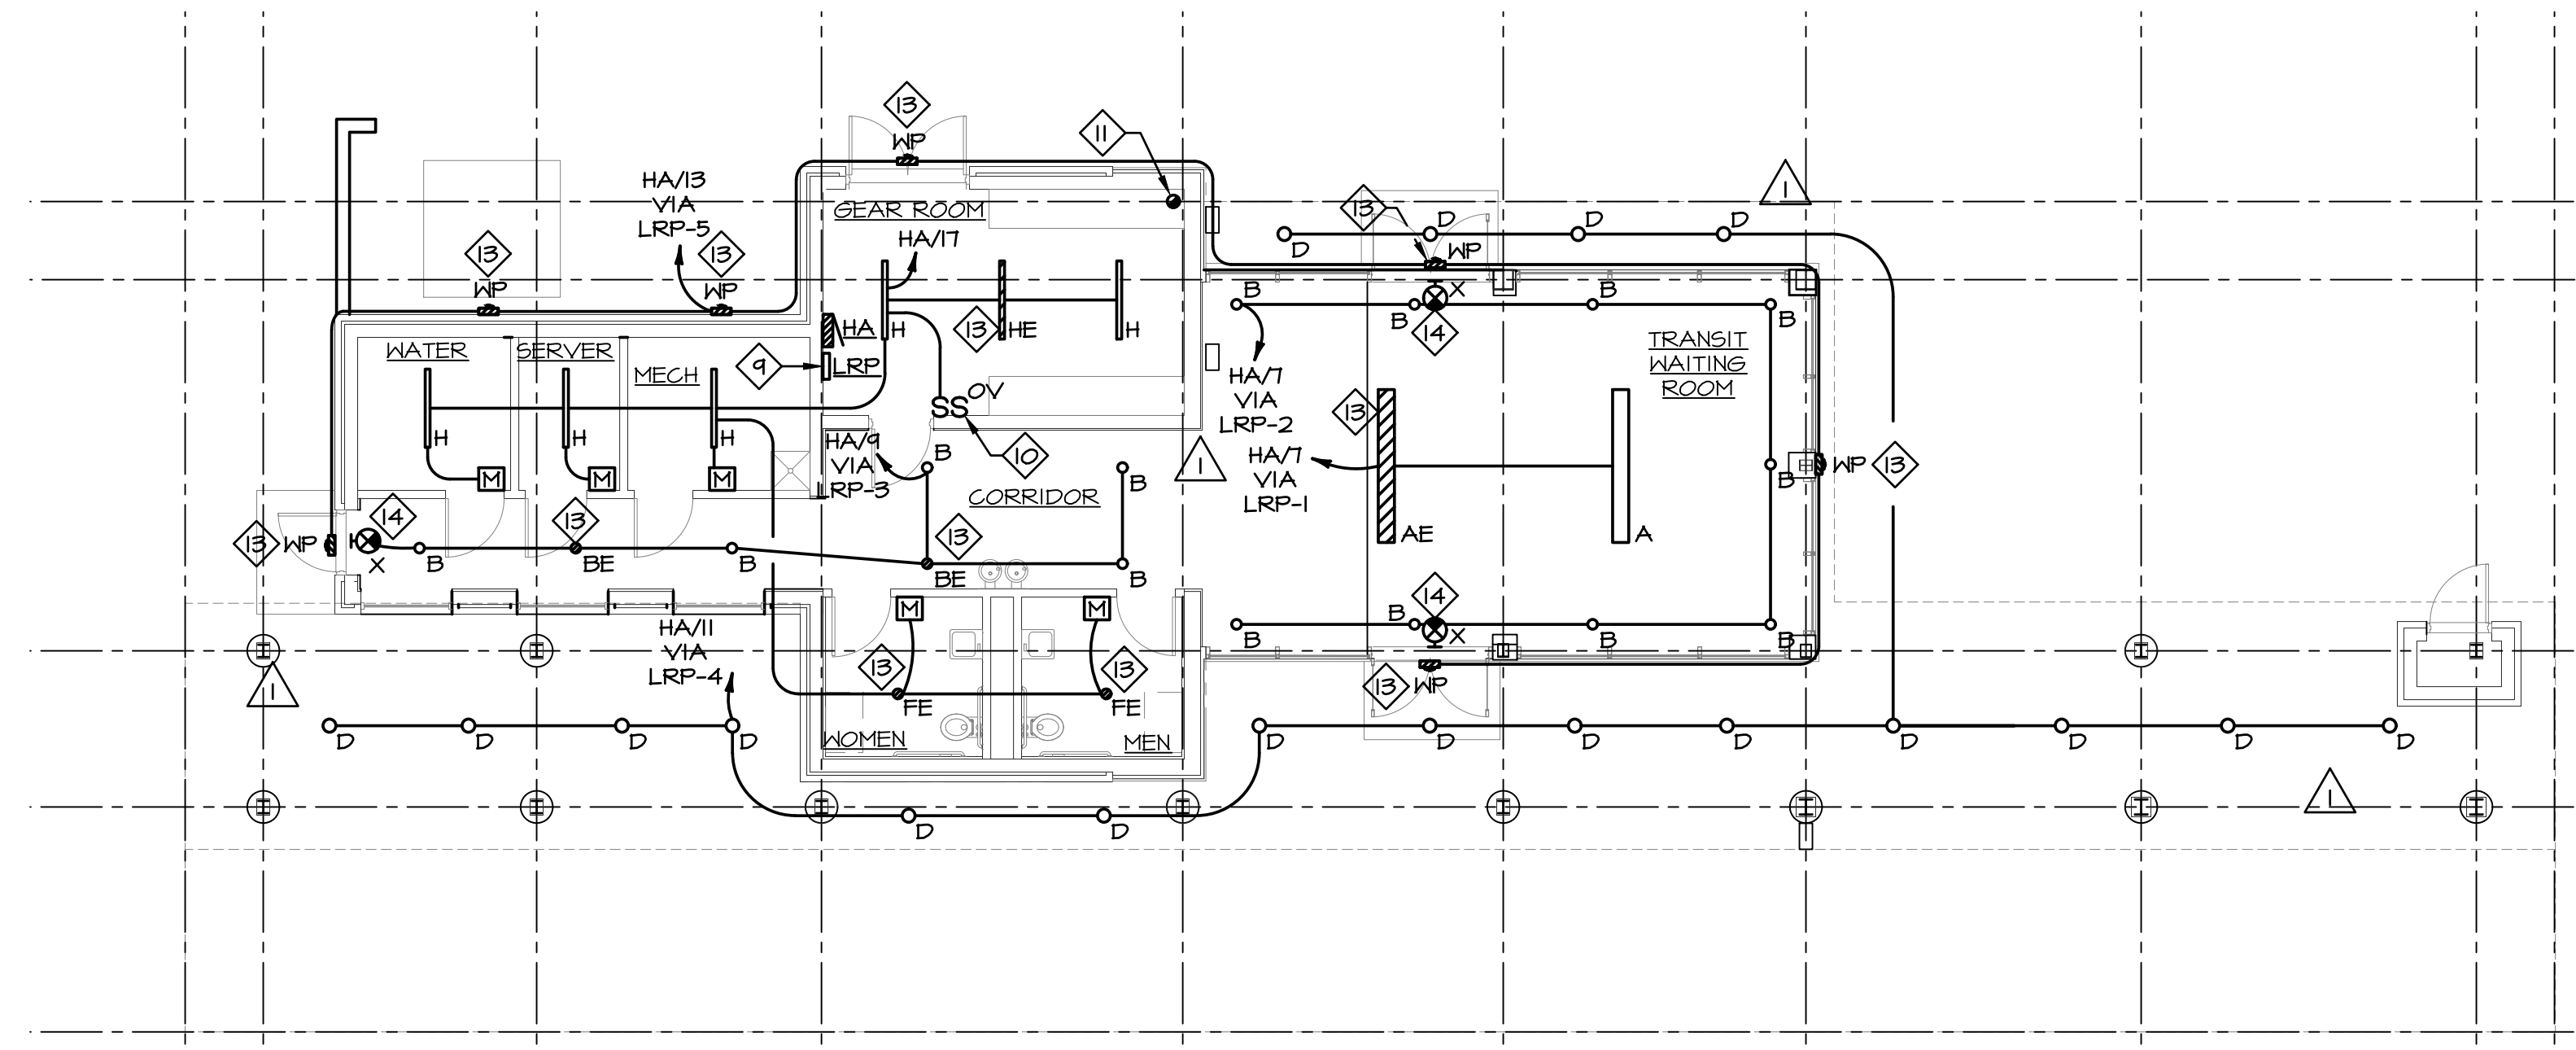 13
WP
11
HA/13
VIA
LRP-5
13
WP
13
WP
GEAR ROOM
HA/17
13
WP
D
D
D
D
1
HA
H
13
HE
H
9
LRP
WATER
SERVER
MECH
H
H
H
M
M
M
SS
OV
10
HA/9
VIA
LRP-3
B
B
CORRIDOR
1
B
B
X
14
B
B
HA/7
VIA
LRP-2
TRANSIT
WAITING
ROOM
13
HA/7
VIA
LRP-1
AE
A
B
WP
13
13
WP
14
X
B
13
BE
B
13
BE
B
M
M
13
FE
13
FE
WOMEN
MEN
HA/11
VIA
LRP-4
1
B
B
14
X
B
B
13
WP
D
D
D
D
D
D
D
D
D
D
D
D
D
D
1